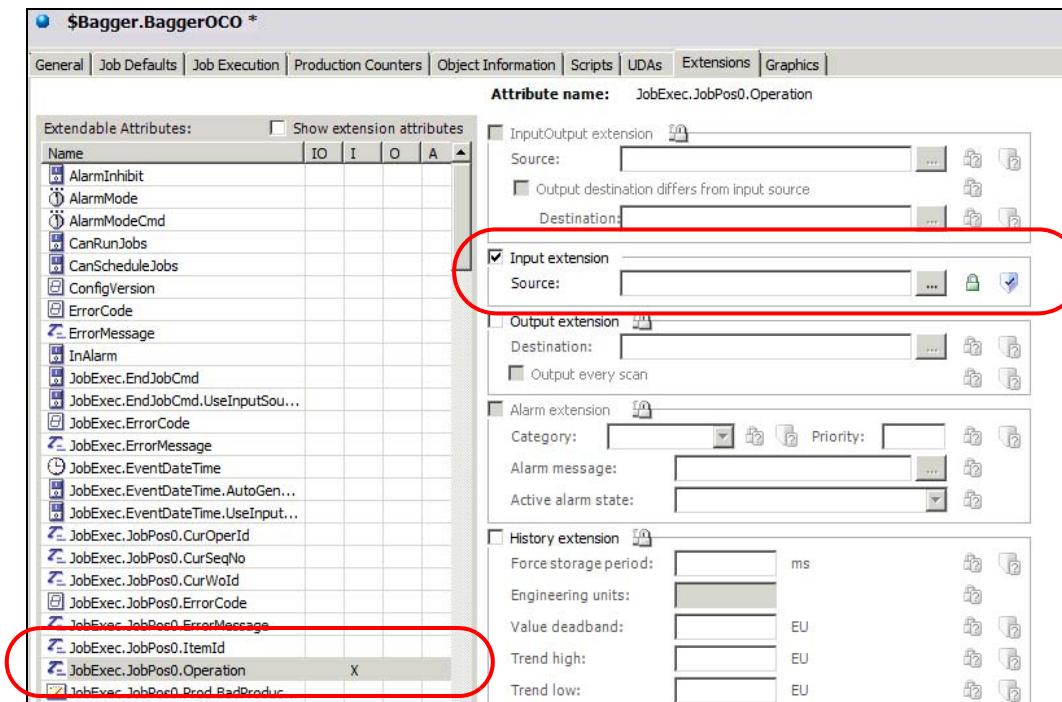 $Bagger.BaggerOCO *
General Job Defaults Job Execution Production Counters Object Information Scripts UDAs Extensions Graphics
Attribute name: JobExec.JobPos0.Operation
Extendable Attributes: Show extension attributes
Name IO I O A
AlarmInhibit
AlarmMode
AlarmModeCmd
CanRunJobs
CanScheduleJobs
ConfigVersion
ErrorCode
ErrorMessage
InAlarm
JobExec.EndJobCmd
JobExec.EndJobCmd.UseInputSou...
JobExec.ErrorCode
JobExec.ErrorMessage
JobExec.EventDateTime
JobExec.EventDateTime.AutoGen...
JobExec.EventDateTime.UseInput...
JobExec.JobPos0.CurOperId
JobExec.JobPos0.CurSeqNo
JobExec.JobPos0.CurWoId
JobExec.JobPos0.ErrorCode
JobExec.JobPos0.ErrorMessage
JobExec.JobPos0.ItemId
JobExec.JobPos0.Operation X
JobExec.JobPos0.Prod.BadProduc...
InputOutput extension
Source: ...
Output destination differs from input source
Destination: ...
Input extension
Source: ...
Output extension
Destination: ...
Output every scan
Alarm extension
Category: Priority:
Alarm message: ...
Active alarm state:
History extension
Force storage period: ms
Engineering units:
Value deadband: EU
Trend high: EU
Trend low: EU